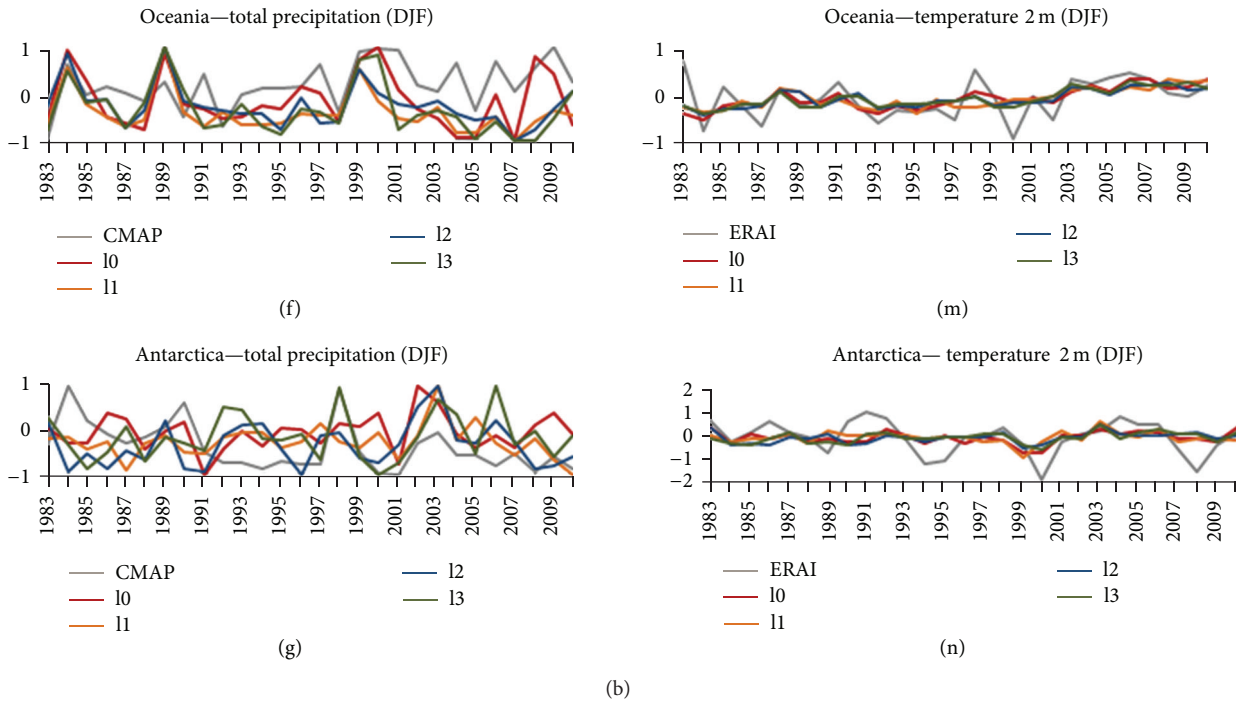 Oceania—total precipitation (DJF)
1
0
−1
1983
1985
1987
1989
1991
1993
1995
1997
1999
2001
2003
2005
2007
2009
CMAP
l0
l1
l2
l3
(f)
Oceania—temperature 2 m (DJF)
1
0
−1
1983
1985
1987
1989
1991
1993
1995
1997
1999
2001
2003
2005
2007
2009
ERAI
l0
l1
l2
l3
(m)
Antarctica—total precipitation (DJF)
1
0
−1
1983
1985
1987
1989
1991
1993
1995
1997
1999
2001
2003
2005
2007
2009
CMAP
l0
l1
l2
l3
(g)
Antarctica— temperature 2 m (DJF)
2
1
0
−1
−2
1983
1985
1987
1989
1991
1993
1995
1997
1999
2001
2003
2005
2007
2009
ERAI
l0
l1
l2
l3
(n)
(b)